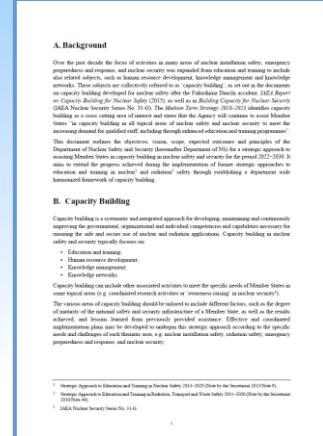 A. Background
Over the past decade the focus of activities in many areas of nuclear installation safety, emergency
preparedness and response, and nuclear security was expanded from education and training to include
also related subjects, such as human resource development, knowledge management and knowledge
networks. These subjects are collectively referred to as 'capacity building', as set out in the documents
on capacity building developed for nuclear safety after the Fukushima Daiichi accident, IAEA Report
on Capacity Building for Nuclear Safety (2015), as well as in Building Capacity for Nuclear Security
(IAEA Nuclear Security Series No. 31-G). The Medium Term Strategy 2018–2023 identifies capacity
building as a cross cutting area of interest and states that the Agency will continue to assist Member
States "in capacity building in all topical areas of nuclear safety and nuclear security to meet the
increasing demand for qualified staff, including through enhanced education and training programmes".
This document outlines the objectives, vision, scope, expected outcomes and principles of the
Department of Nuclear Safety and Security (hereinafter Department of NS) for a strategic approach to
assisting Member States in capacity building in nuclear safety and security for the period 2022–2030. It
aims to extend the progress achieved during the implementation of former strategic approaches to
education and training in nuclear¹ and radiation² safety through establishing a department wide
harmonized framework of capacity building.
B. Capacity Building
Capacity building is a systematic and integrated approach for developing, maintaining and continuously
improving the governmental, organizational and individual competencies and capabilities necessary for
ensuring the safe and secure use of nuclear and radiation applications. Capacity building in nuclear
safety and security typically focuses on:
• Education and training;
• Human resource development;
• Knowledge management;
• Knowledge networks.
Capacity building can include other associated activities to meet the specific needs of Member States in
some topical areas (e.g. coordinated research activities or 'awareness raising' in nuclear security³).
The various areas of capacity building should be tailored to include different factors, such as the degree
of maturity of the national safety and security infrastructure of a Member State, as well as the results
achieved, and lessons learned from previously provided assistance. Effective and coordinated
implementation plans may be developed to underpin this strategic approach according to the specific
needs and challenges of each thematic area, e.g. nuclear installation safety, radiation safety, emergency
preparedness and response, and nuclear security.
¹ Strategic Approach to Education and Training in Nuclear Safety 2013–2020 (Note by the Secretariat 2013/Note 9).
² Strategic Approach to Education and Training in Radiation, Transport and Waste Safety 2011–2020 (Note by the Secretariat
2010/Note 44).
³ IAEA Nuclear Security Series No. 31-G